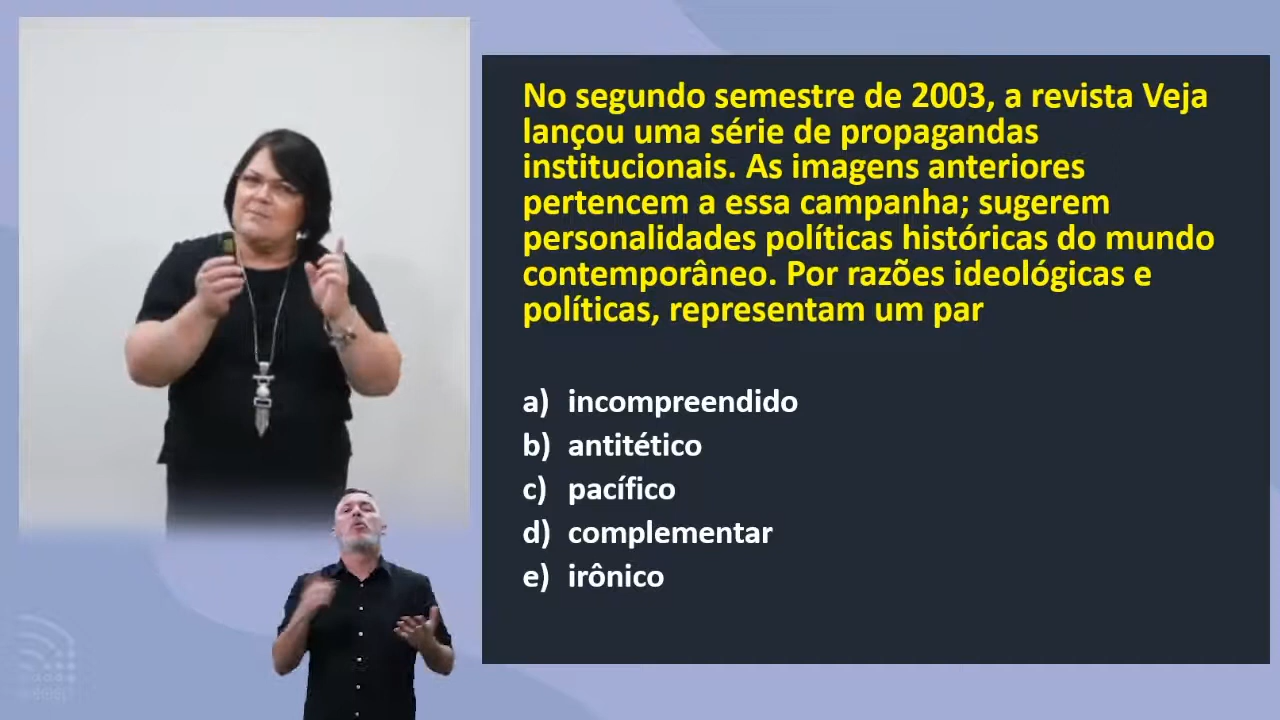 No segundo semestre de 2003, a revista Veja
lançou uma série de propagandas
institucionais. As imagens anteriores
pertencem a essa campanha; sugerem
personalidades políticas históricas do mundo
contemporâneo. Por razões ideológicas e
políticas, representam um par
a) incompreendido
b) antitético
c) pacífico
d) complementar
e) irônico